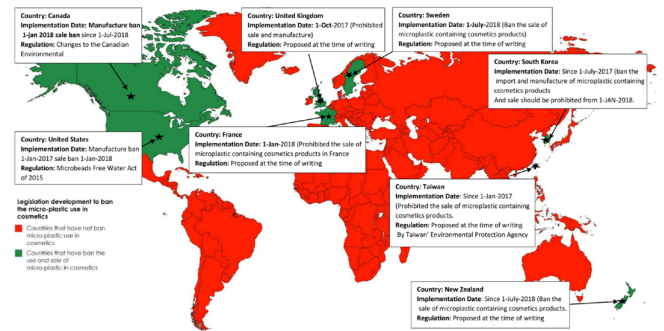 Country: Canada
Implementation Date: Manufacture ban
1-jan 2018 sale ban since 1-Jul-2018
Regulation: Changes to the Canadian
Environmental
Country: United Kingdom
Implementation Date: 1-Oct-2017 (Prohibited
sale and manufacture)
Regulation: Proposed at the time of writing
Country: Sweden
Implementation Date: 1-July-2018 (Ban the sale of
microplastic containing cosmetics products)
Regulation: Proposed at the time of writing
Country: South Korea
Implementation Date: Since 1-July-2017 (ban the
import and manufacture of microplastic containing
cosmetics products
And sale should be prohibited from 1-JAN-2018.
Country: United States
Implementation Date: Manufacture ban
1-Jan-2017 sale ban 1-Jan-2018
Regulation: Microbeads Free Water Act
of 2015
Country: France
Implementation Date: 1-Jan-2018 (Prohibited the sale of
microplastic containing cosmetics products in France
Regulation: Proposed at the time of writing
Country: Taiwan
Implementation Date: Since 1-Jan-2017
(Prohibited the sale of microplastic containing
cosmetics products.
Regulation: Proposed at the time of writing
By Taiwan' Environmental Protection Agency
Legislation development to ban
the micro-plastic use in
cosmetics
Countries that have not ban
micro-plastic use in
cosmetics
Countries that have ban the
use and sale of
micro-plastic in cosmetics
Country: New Zealand
Implementation Date: Since 1-July-2018 (Ban the
sale of microplastic containing cosmetics products.
Regulation: Proposed at the time of writing